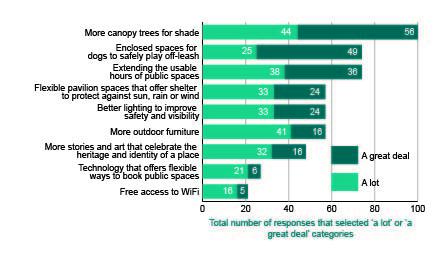 More canopy trees for shade 44 56
Enclosed spaces for
dogs to safely play off-leash 25 49
Extending the usable
hours of public spaces 38 36
Flexible pavilion spaces that offer shelter
to protect against sun, rain or wind 33 24
Better lighting to improve
safety and visibility 33 24
More outdoor furniture 41 16
More stories and art that celebrate the
heritage and identity of a place 32 16
A great deal
Technology that offers flexible
ways to book public spaces 21 6
A lot
Free access to WiFi 16 5
0 20 40 60 80 100
Total number of responses that selected 'a lot' or 'a
great deal' categories